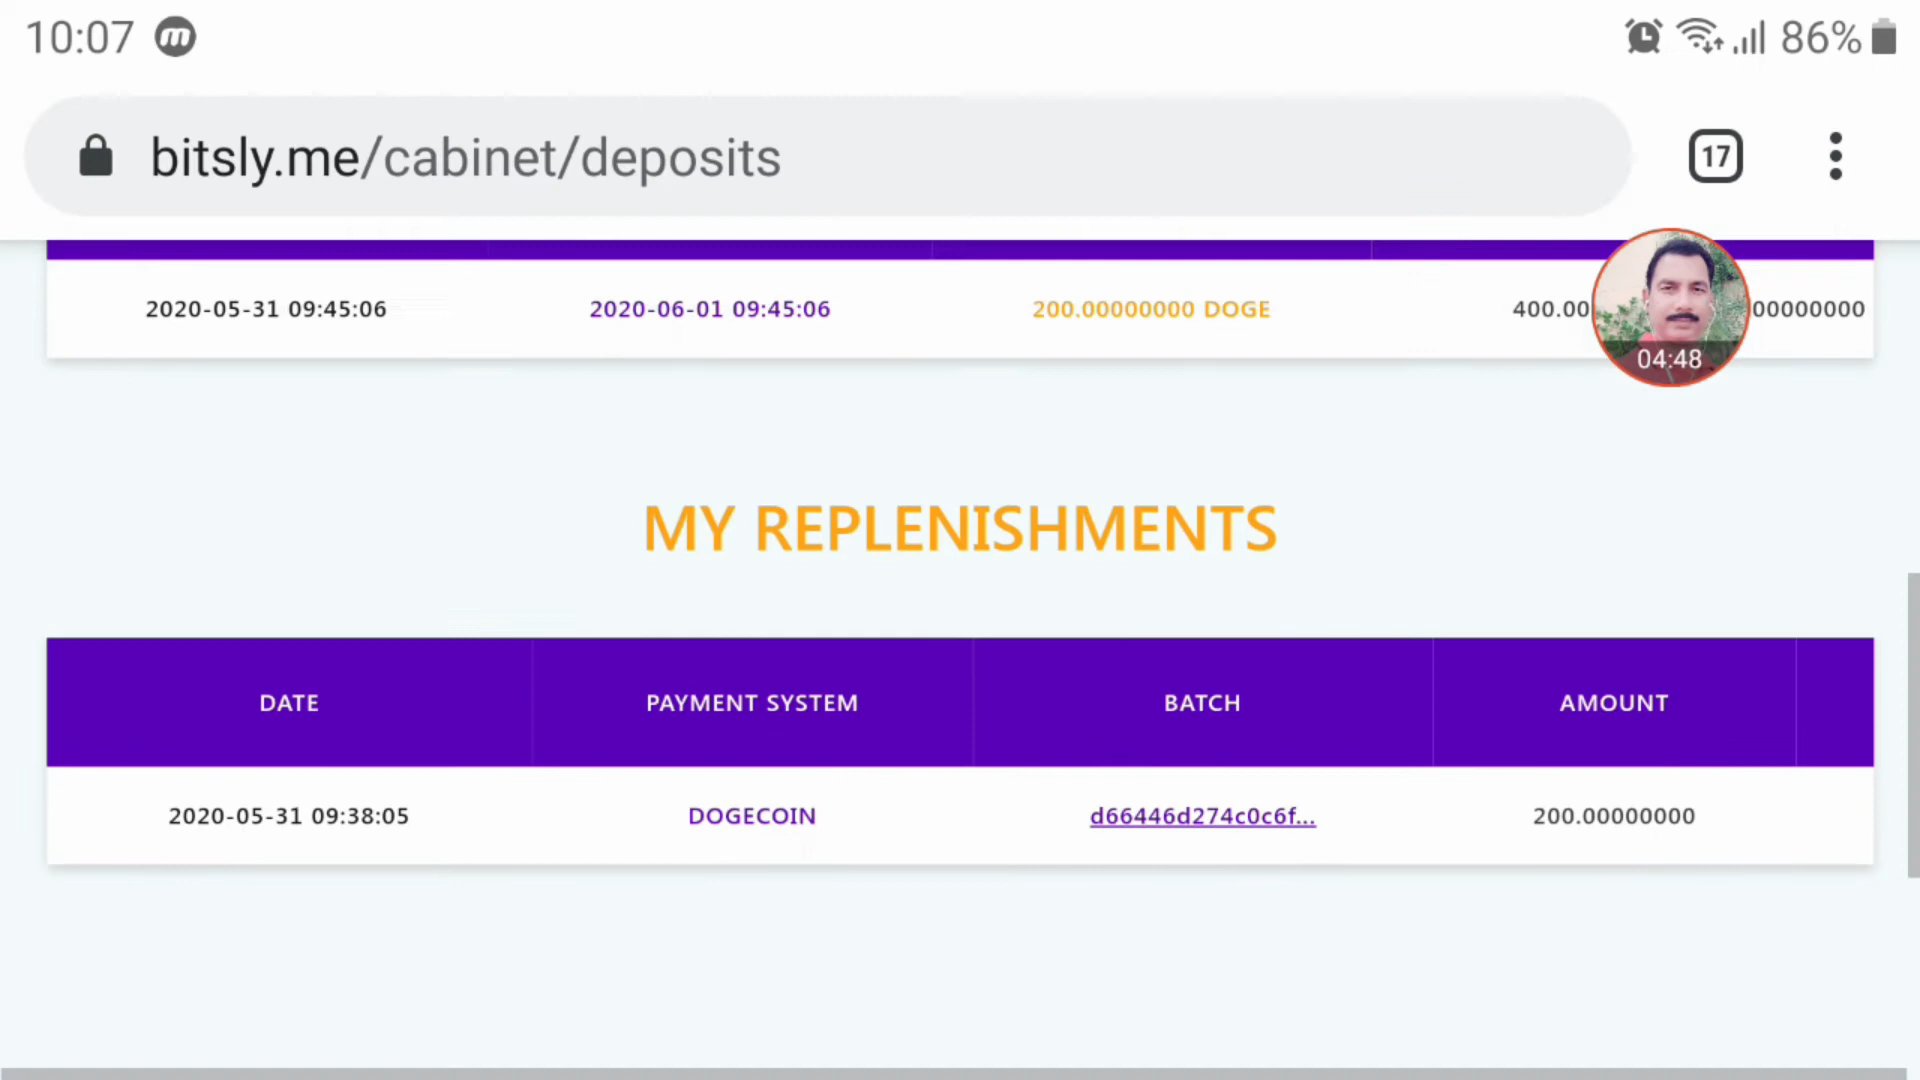 10:07 m 86%
bitsly.me/cabinet/deposits 17
2020-05-31 09:45:06 2020-06-01 09:45:06 200.00000000 DOGE 400.00 00000000
04:48
MY REPLENISHMENTS
DATE PAYMENT SYSTEM BATCH AMOUNT
2020-05-31 09:38:05 DOGECOIN d66446d274c0c6f... 200.00000000